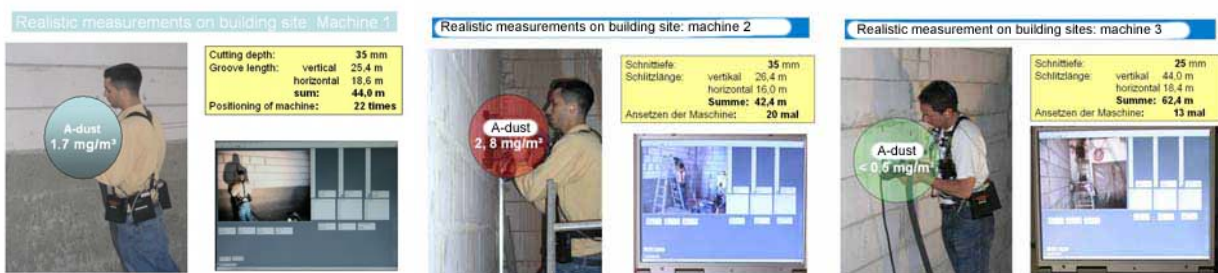 Realistic measurements on building site: Machine 1
Cutting depth: 35 mm
Groove length: vertical 25,4 m
horizontal 18,6 m
sum: 44,0 m
Positioning of machine: 22 times
A-dust
1.7 mg/m³
Realistic measurements on building site: machine 2
Schnittiefe: 35 mm
Schlitzlänge: vertikal 26,4 m
horizontal 16,0 m
Summe: 42,4 m
Ansetzen der Maschine: 20 mal
A-dust
2, 8 mg/m³
Realistic measurement on building sites: machine 3
Schnittiefe: 25 mm
Schlitzlänge: vertikal 44,0 m
horizontal 18,4 m
Summe: 62,4 m
Ansetzen der Maschine: 13 mal
A-dust
< 0,5 mg/m³